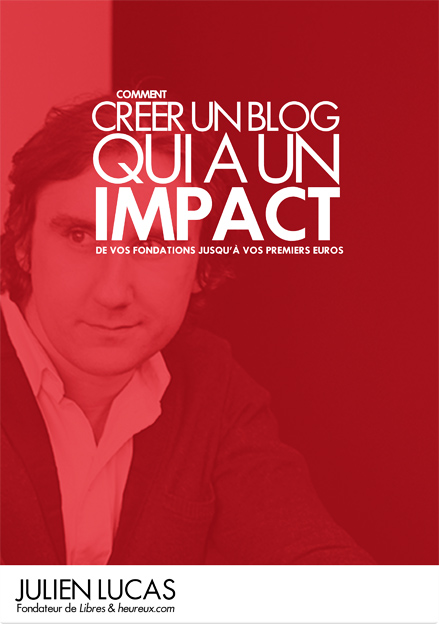 COMMENT
CREER UN BLOG
QUI A UN
IMPACT
DE VOS FONDATIONS JUSQU'À VOS PREMIERS EUROS
JULIEN LUCAS
Fondateur de Libres & heureux.com